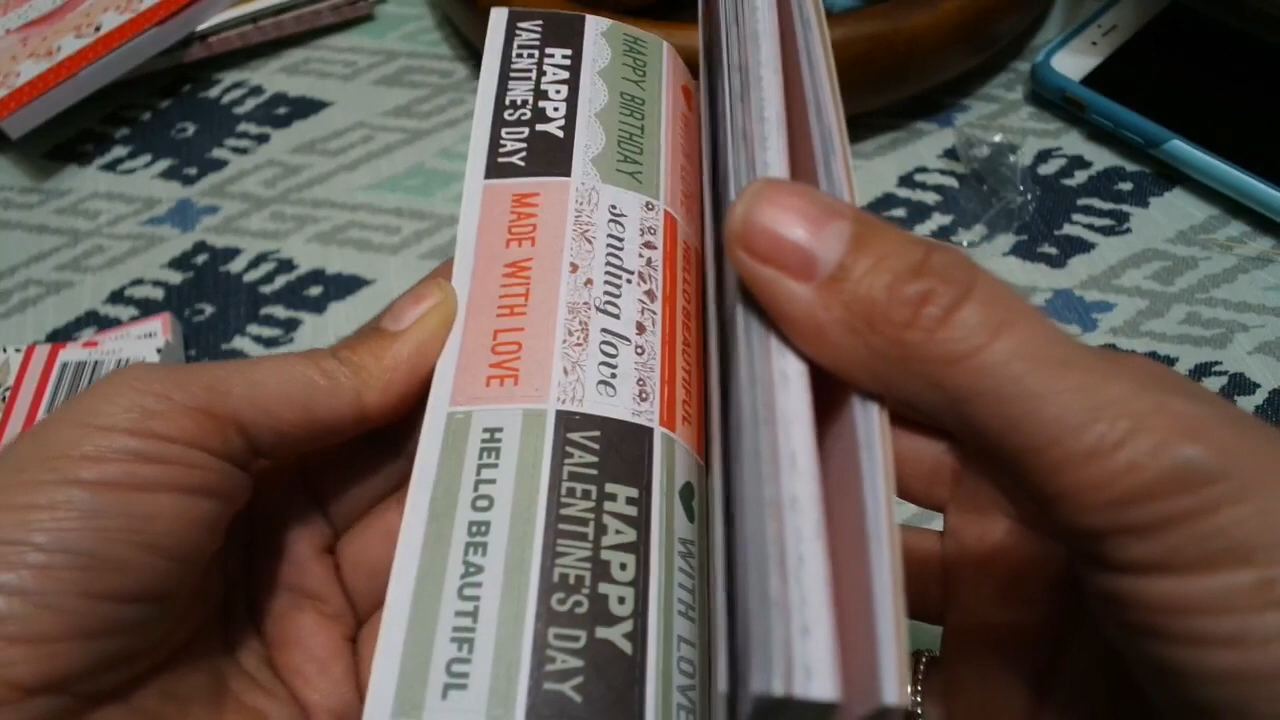 HAPPY
VALENTINE'S DAY
HAPPY BIRTHDAY
MADE WITH LOVE
sending love
HELLO BEAUTIFUL
HELLO BEAUTIFUL
HAPPY
VALENTINE'S DAY
WITH LOVE